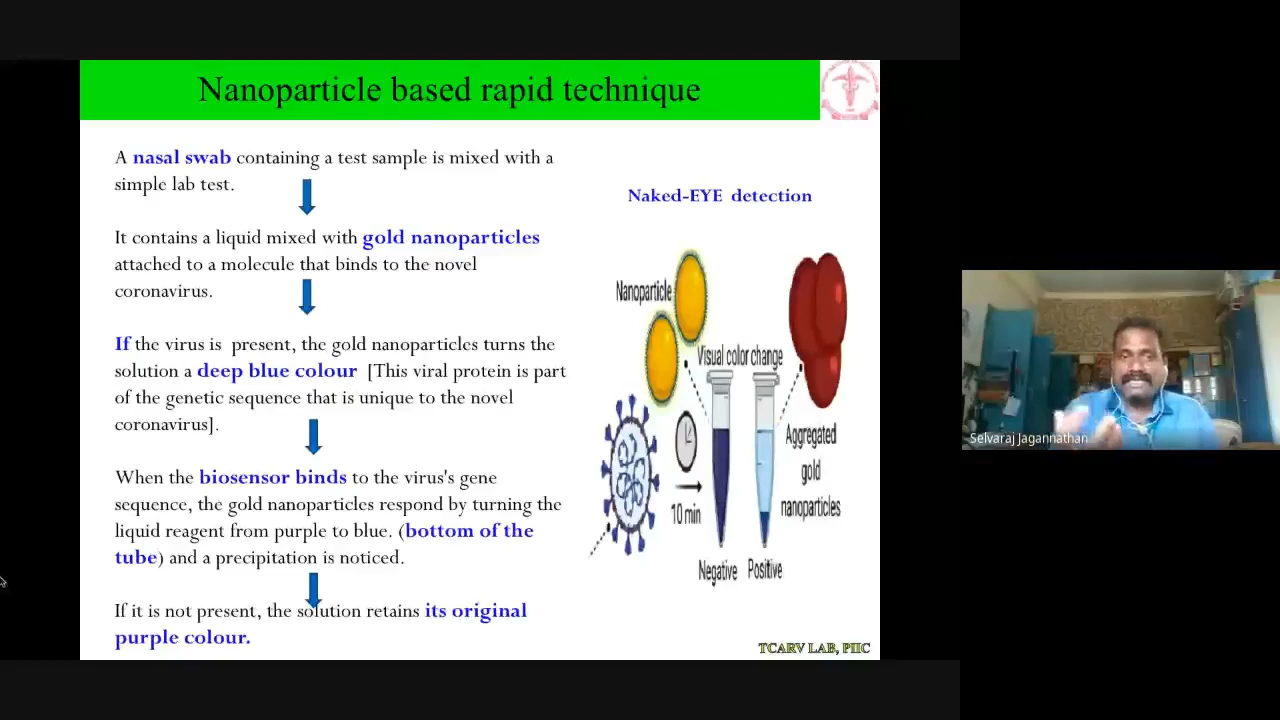 Nanoparticle based rapid technique
A nasal swab containing a test sample is mixed with a
simple lab test.
It contains a liquid mixed with gold nanoparticles
attached to a molecule that binds to the novel
coronavirus.
If the virus is present, the gold nanoparticles turns the
solution a deep blue colour [This viral protein is part
of the genetic sequence that is unique to the novel
coronavirus].
When the biosensor binds to the virus's gene
sequence, the gold nanoparticles respond by turning the
liquid reagent from purple to blue. (bottom of the
tube) and a precipitation is noticed.
If it is not present, the solution retains its original
purple colour.
Naked-EYE detection
Nanoparticle
Visual color change
Aggregated
gold
nanoparticles
10 min
Negative Positive
TCARV LAB, PIIC
Selvaraj Jagannathan